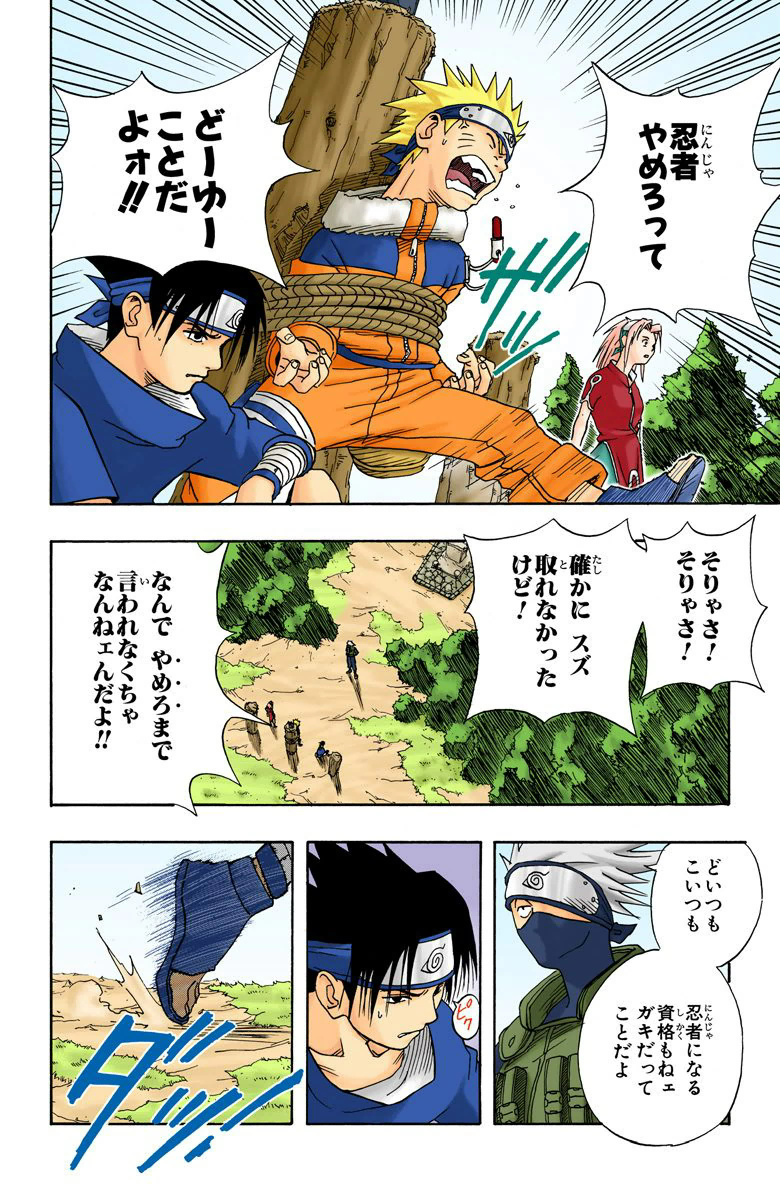 忍者
やめろって
どーゆー
ことだ
よォ!!
ザッ
そりゃさ!
そりゃさ!
確かに スズ
取れなかった
けど!
なんで やめろまで
言われなくちゃ
なんねェんだよ!!
どいつも
こいつも
忍者になる
資格もねェ
ガキだって
ことだよ
ピク
ダッ